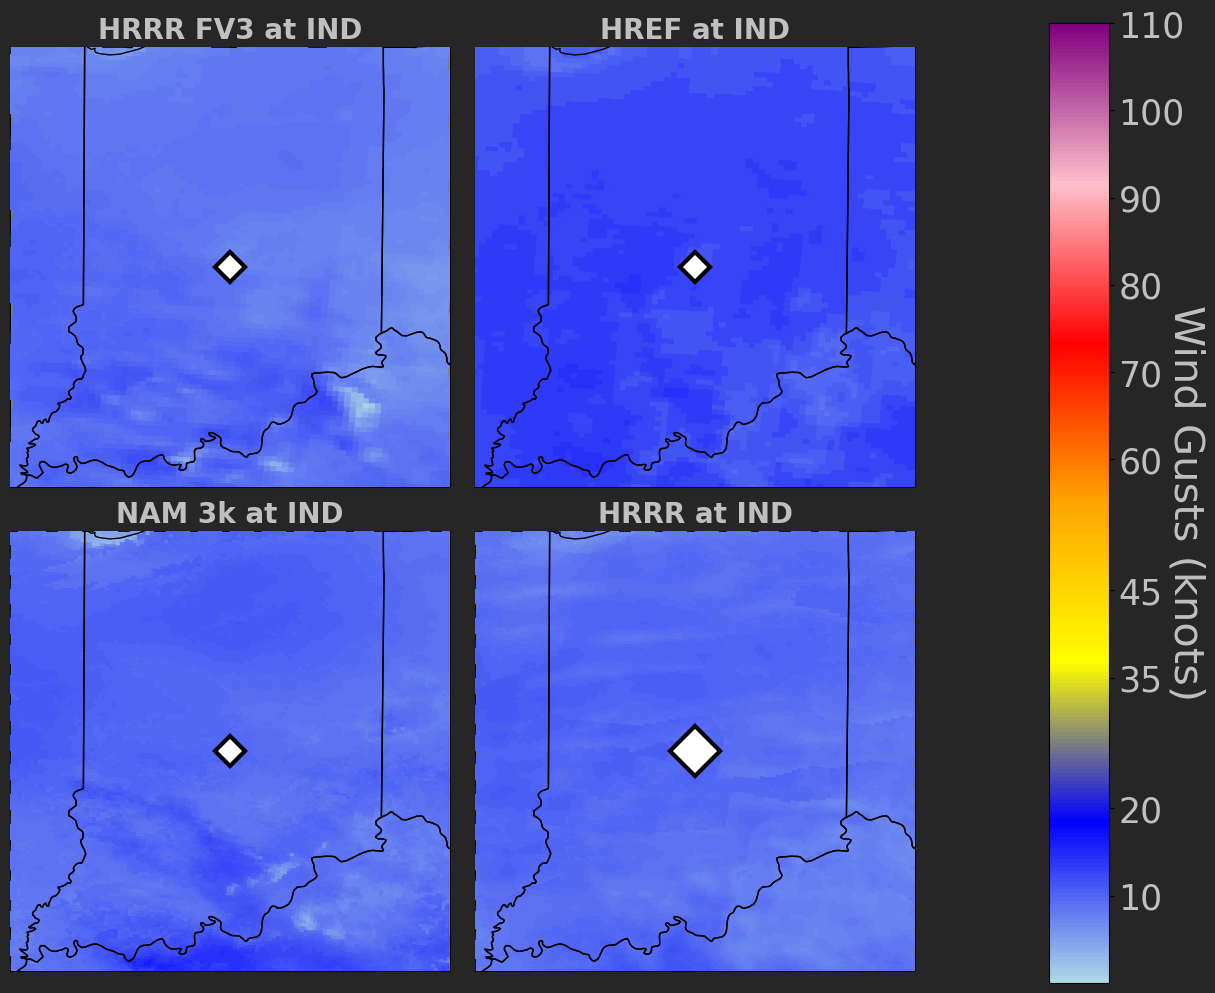 HRRR FV3 at IND
HREF at IND
NAM 3k at IND
HRRR at IND
110
100
90
80
70
60
45
35
20
10
Wind Gusts (knots)